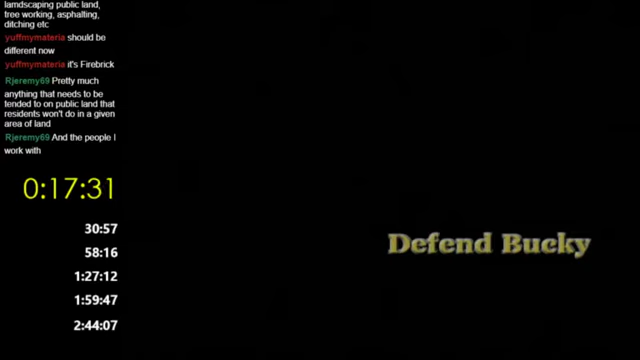 lamdscaping public land,
tree working, asphalting,
ditching etc
yuffmymateria should be
different now
yuffmymateria it's Firebrick
Rjeremy69 Pretty much
anything that needs to be
tended to on public land that
residents won't do in a given
area of land
Rjeremy69 And the people I
work with
0:17:31
30:57
58:16
1:27:12
1:59:47
2:44:07
Defend Bucky